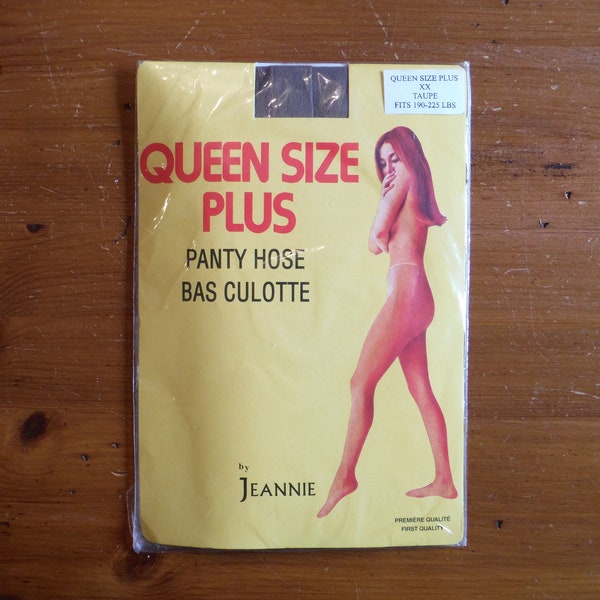 QUEEN SIZE PLUS
XX
TAUPE
FITS 190-225 LBS
QUEEN SIZE
PLUS
PANTY HOSE
BAS CULOTTE
by
JEANNIE
PREMIÈRE QUALITÉ
FIRST QUALITY